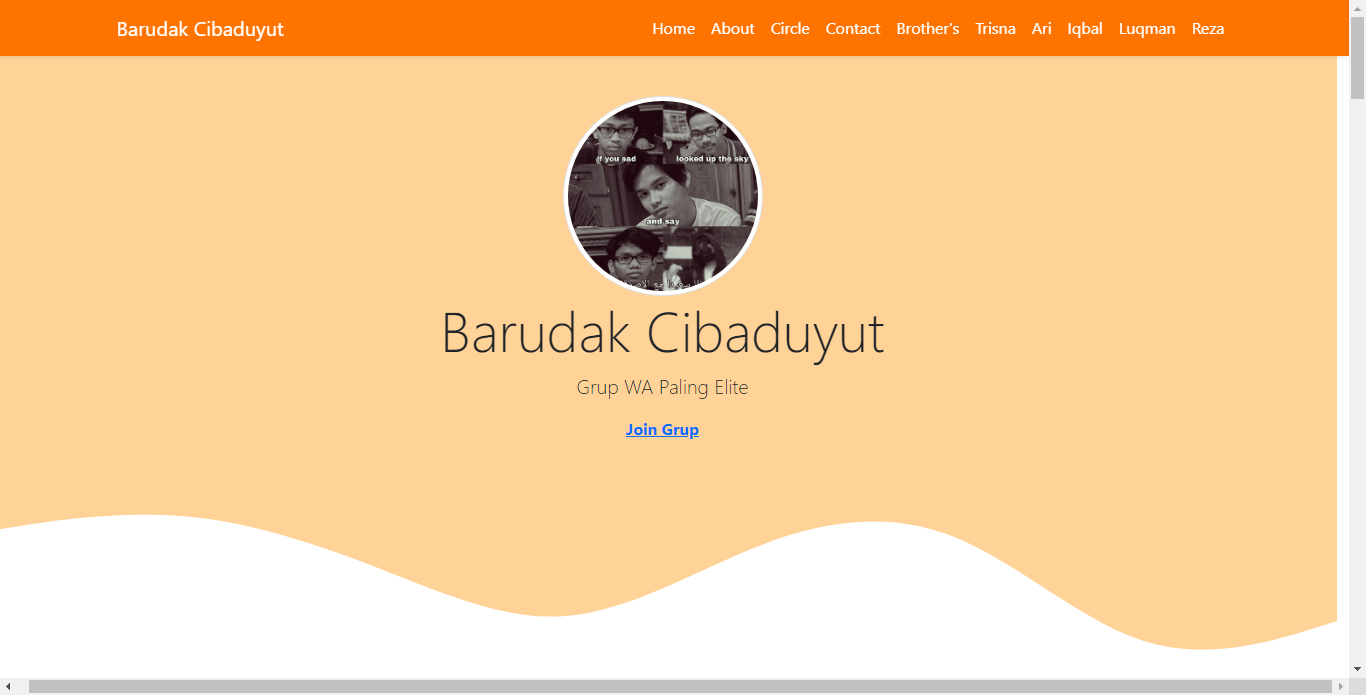 Barudak Cibaduyut
Home About Circle Contact Brother's Trisna Ari Iqbal Luqman Reza
if you sad
looked up the sky
and say
Barudak Cibaduyut
Grup WA Paling Elite
Join Grup